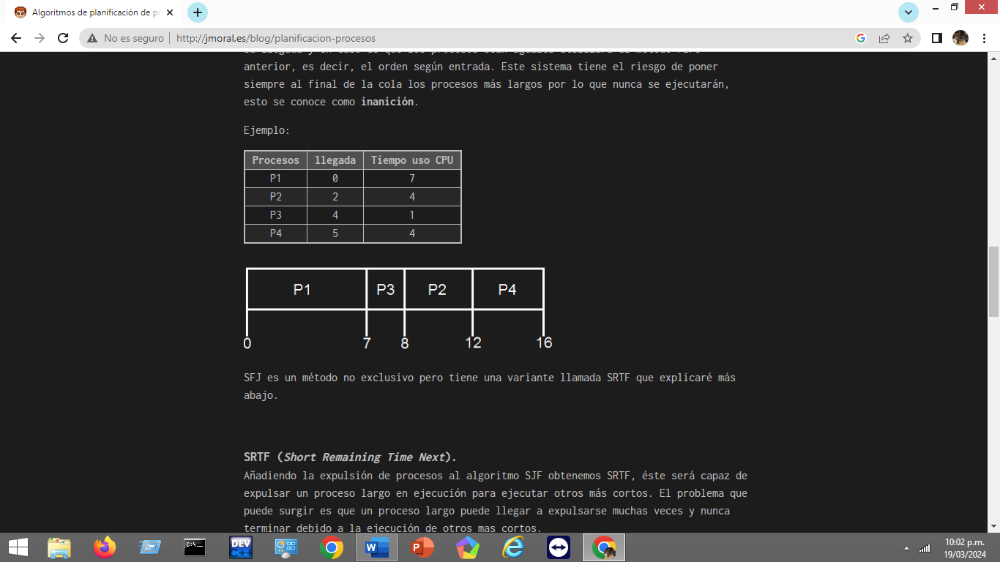 Algoritmos de planificación de pr
No es seguro
http://jmoral.es/blog/planificacion-procesos
anterior, es decir, el orden según entrada. Este sistema tiene el riesgo de poner
siempre al final de la cola los procesos más largos por lo que nunca se ejecutarán,
esto se conoce como inanición.
Ejemplo:
Procesos llegada Tiempo uso CPU
P1 0 7
P2 2 4
P3 4 1
P4 5 4
P1 P3 P2 P4
0 7 8 12 16
SFJ es un método no exclusivo pero tiene una variante llamada SRTF que explicaré más
abajo.
SRTF (Short Remaining Time Next).
Añadiendo la expulsión de procesos al algoritmo SJF obtenemos SRTF, éste será capaz de
expulsar un proceso largo en ejecución para ejecutar otros más cortos. El problema que
puede surgir es que un proceso largo puede llegar a expulsarse muchas veces y nunca
terminar debido a la ejecución de otros mas cortos.
C:\_
DEV
C++
W
P
10:02 p.m.
19/03/2024